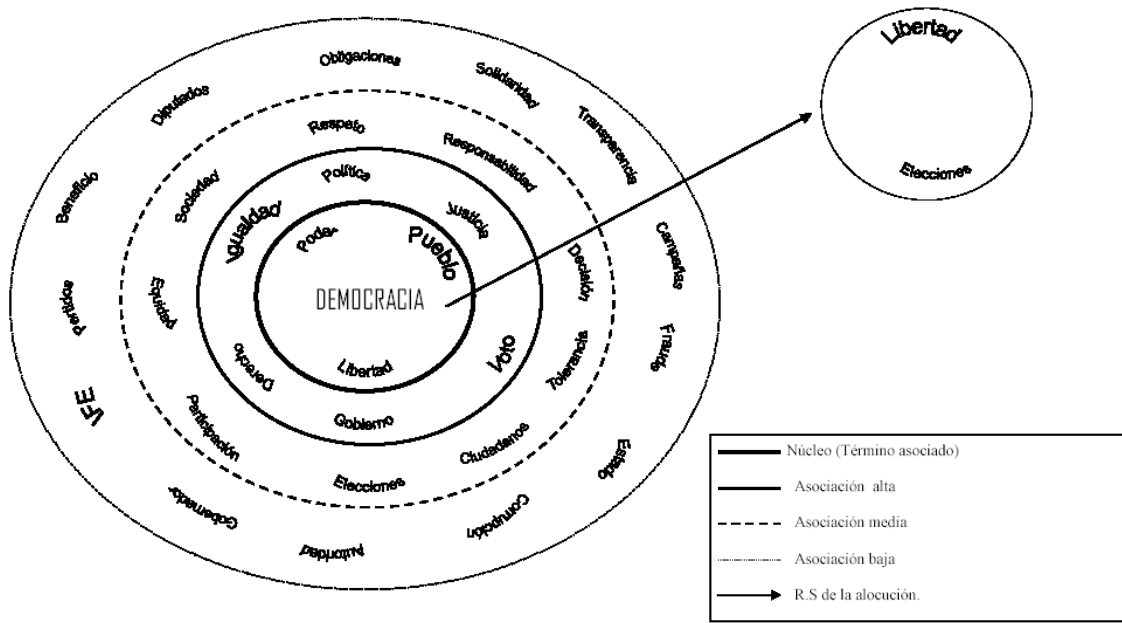 Obligaciones
Solidaridad
Transparencia
Campañas
Fraude
Estado
Corrupción
Autoridad
Gobernador
IFE
Partidos
Beneficio
Diputados
Respeto
Responsabilidad
Decisión
Tolerancia
Ciudadanos
Elecciones
Participación
Equidad
Sociedad
Política
Justicia
Voto
Gobierno
Derecho
Igualdad
Poder
Pueblo
DEMOCRACIA
Libertad
Libertad
Elecciones
Núcleo (Término asociado)
Asociación alta
Asociación media
Asociación baja
R.S de la alocución.